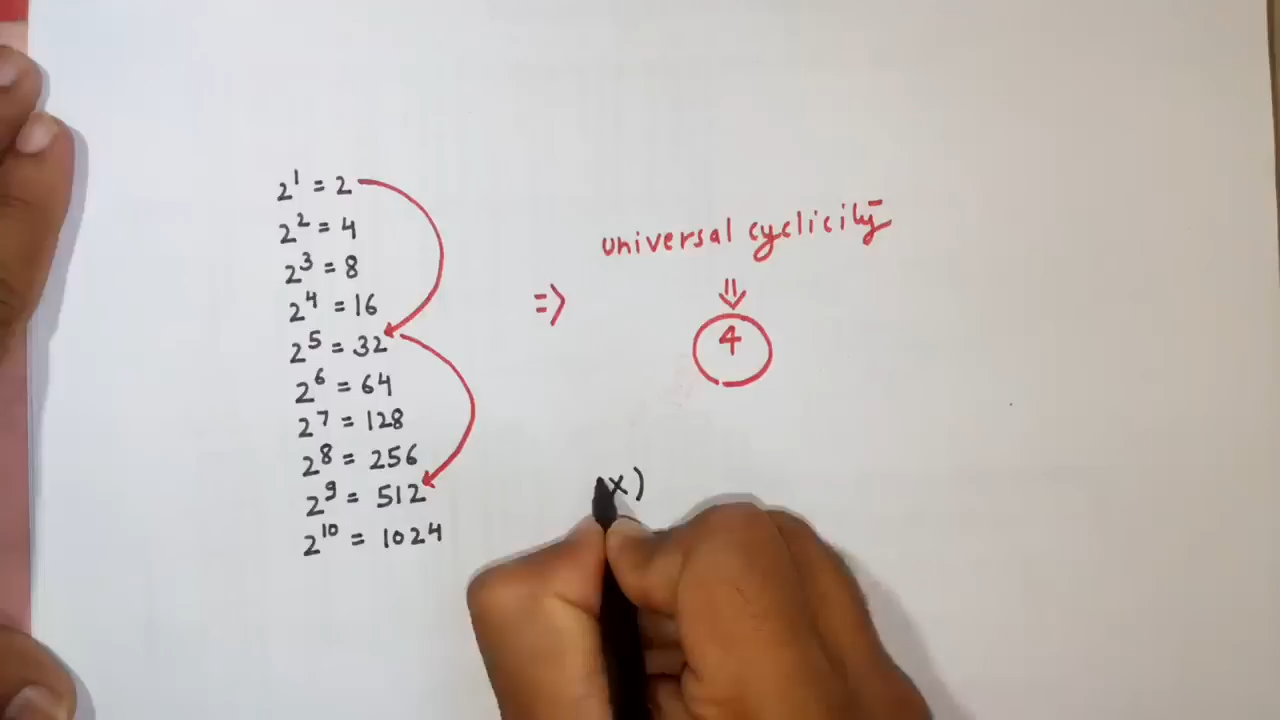 2¹ = 2
2² = 4
2³ = 8
2⁴ = 16
2⁵ = 32
2⁶ = 64
2⁷ = 128
2⁸ = 256
2⁹ = 512
2¹⁰ = 1024
=>
universal cyclicity
⇓
4
x)